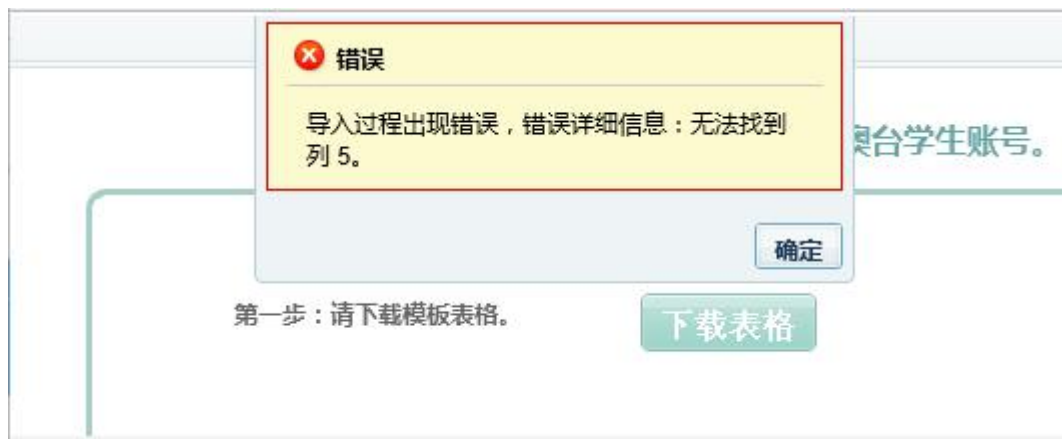 错误
导入过程出现错误，错误详细信息：无法找到
列 5。
台学生账号。
确定
第一步：请下载模板表格。
下载表格